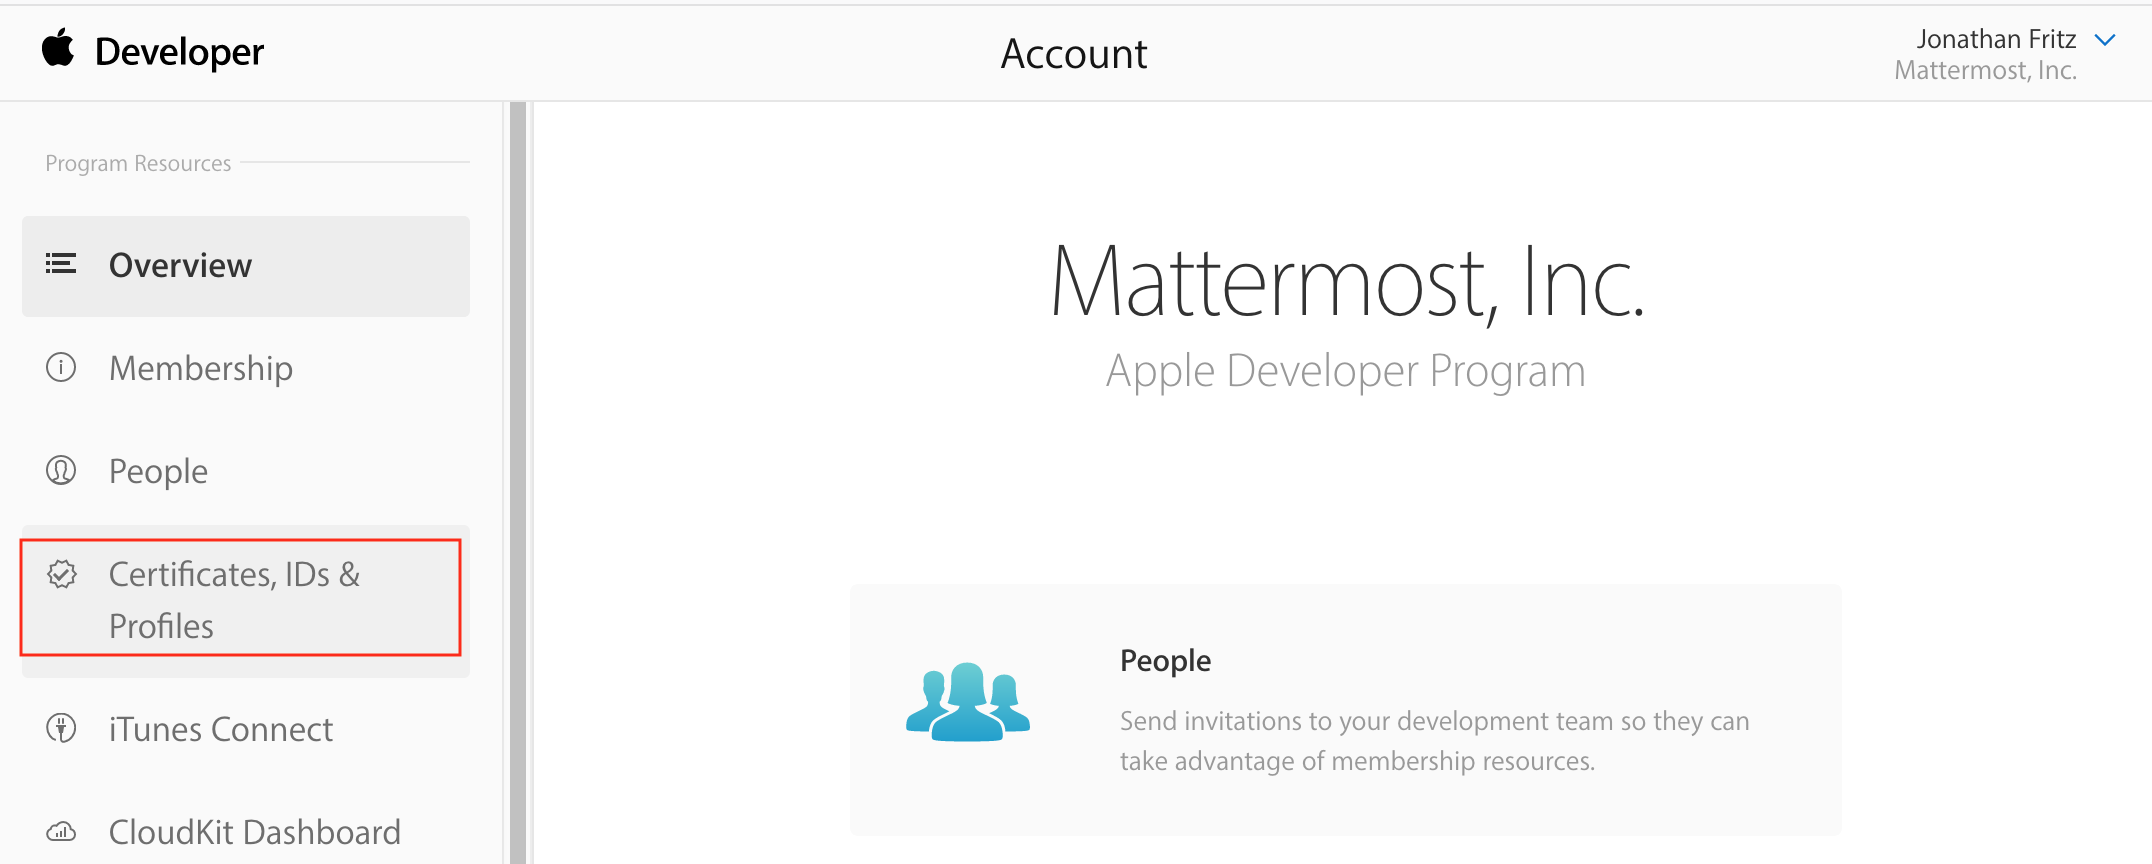 Developer
Account
Jonathan Fritz
Mattermost, Inc.
Program Resources
Overview
Membership
People
Certificates, IDs &
Profiles
iTunes Connect
CloudKit Dashboard
Mattermost, Inc.
Apple Developer Program
People
Send invitations to your development team so they can
take advantage of membership resources.